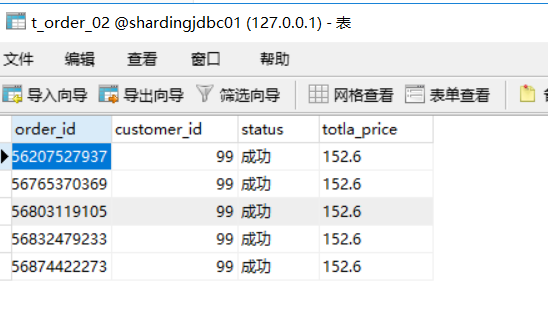 t_order_02 @shardingjdbc01 (127.0.0.1) - 表
文件 编辑 查看 窗口 帮助
导入向导 导出向导 筛选向导 网格查看 表单查看
order_id customer_id status totla_price
56207527937 99 成功 152.6
56765370369 99 成功 152.6
56803119105 99 成功 152.6
56832479233 99 成功 152.6
56874422273 99 成功 152.6